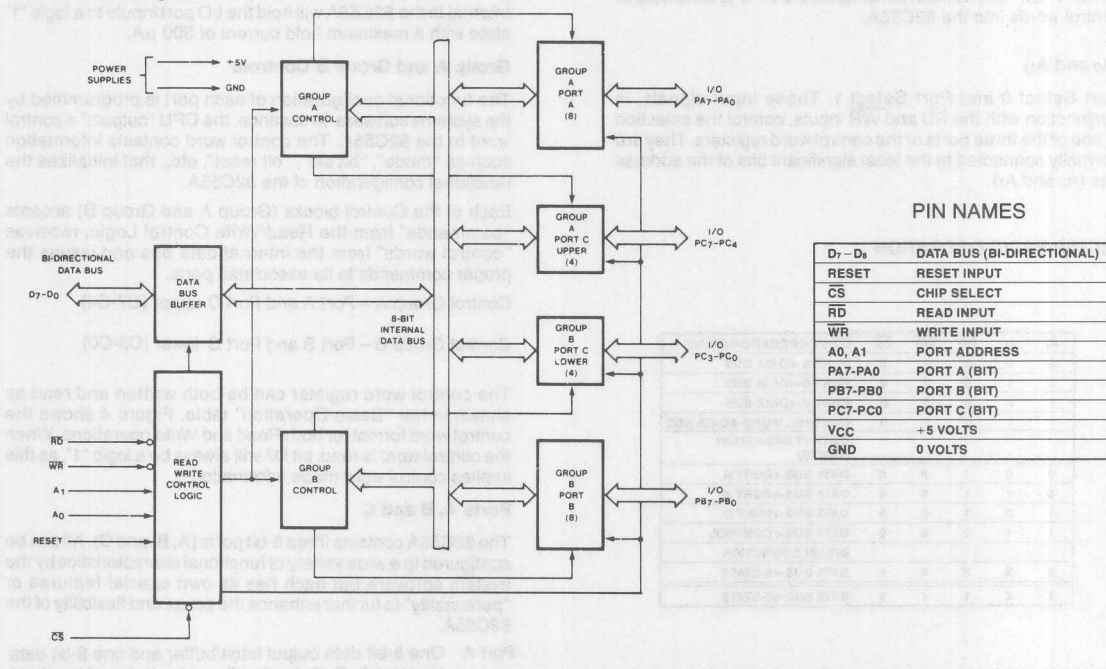 POWER
SUPPLIES
+5V
GND
GROUP
A
CONTROL
GROUP
A
PORT
A
(8)
I/O
PA7-PA0
GROUP
A
PORT C
UPPER
(4)
I/O
PC7-PC4
BI-DIRECTIONAL
DATA BUS
D7-D0
DATA
BUS
BUFFER
8-BIT
INTERNAL
DATA BUS
GROUP
B
PORT C
LOWER
(4)
I/O
PC3-PC0
RD
WR
A1
A0
RESET
CS
READ
WRITE
CONTROL
LOGIC
GROUP
B
CONTROL
GROUP
B
PORT
B
(8)
I/O
PB7-PB0
PIN NAMES
D7-D8 DATA BUS (BI-DIRECTIONAL)
RESET RESET INPUT
CS CHIP SELECT
RD READ INPUT
WR WRITE INPUT
A0, A1 PORT ADDRESS
PA7-PA0 PORT A (BIT)
PB7-PB0 PORT B (BIT)
PC7-PC0 PORT C (BIT)
VCC +5 VOLTS
GND 0 VOLTS